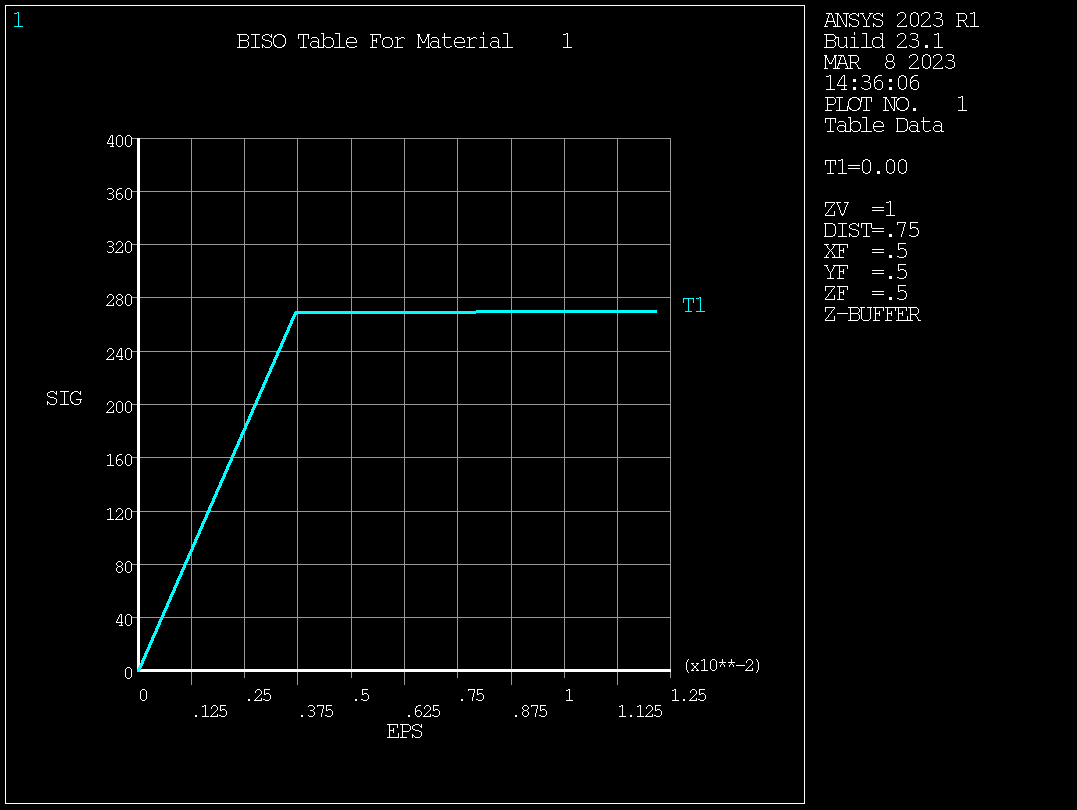 1
BISO Table For Material 1
ANSYS 2023 R1
Build 23.1
MAR 8 2023
14:36:06
PLOT NO. 1
Table Data
T1=0.00
ZV =1
DIST=.75
XF =.5
YF =.5
ZF =.5
Z-BUFFER
400
360
320
280
T1
240
SIG
200
160
120
80
40
0
(x10**-2)
0 .25 .5 .75 1 1.25
.125 .375 .625 .875 1.125
EPS